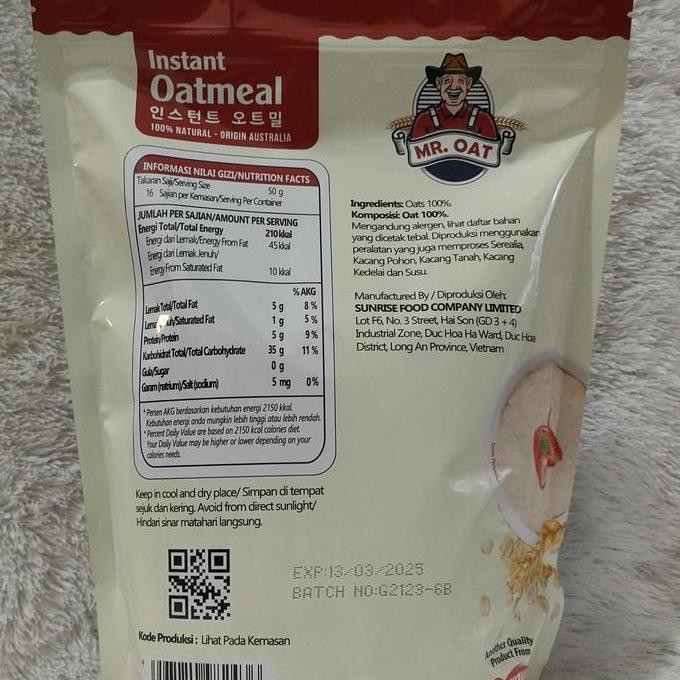 Instant
Oatmeal
인스턴트 오트밀
100% NATURAL - ORIGIN AUSTRALIA
MR. OAT
INFORMASI NILAI GIZI/NUTRITION FACTS
Takaran Saji/Serving Size 50 g
16 Sajian per Kemasan/Serving Per Container
JUMLAH PER SAJIAN/AMOUNT PER SERVING
Energi Total/Total Energy 210 kkal
Energi dari Lemak/Energy From Fat 45 kkal
Energi dari Lemak Jenuh/
Energy From Saturated Fat 10 kkal
% AKG
Lemak Total/Total Fat 5 g 8 %
/Saturated Fat 1 g 5 %
Protein/Protein 5 g 9 %
Karbohidrat Total/Total Carbohydrate 35 g 11 %
Gula/Sugar 0 g
Garam (natrium)/Salt (sodium) 5 mg 0%
* Persen AKG berdasarkan kebutuhan energi 2150 kkal.
Kebutuhan energi anda mungkin lebih tinggi atau lebih rendah.
* Percent Daily Value are based on 2150 kcal calories diet.
Your Daily Value may be higher or lower depending on your
calories needs.
Keep in cool and dry place/ Simpan di tempat
sejuk dan kering. Avoid from direct sunlight/
Hindari sinar matahari langsung.
Ingredients: Oats 100%.
Komposisi: Oat 100%.
Mengandung alergen, lihat daftar bahan
yang dicetak tebal. Diproduksi menggunakan
peralatan yang juga memproses Serealia,
Kacang Pohon, Kacang Tanah, Kacang
Kedelai dan Susu.
Manufactured By / Diproduksi Oleh:
SUNRISE FOOD COMPANY LIMITED
Lot F6, No. 3 Street, Hai Son (GD 3 + 4)
Industrial Zone, Duc Hoa Ha Ward, Duc Hoa
District, Long An Province, Vietnam
EXP:13/03/2025
BATCH NO:G2123-6B
Kode Produksi : Lihat Pada Kemasan
Another Quality
Product From